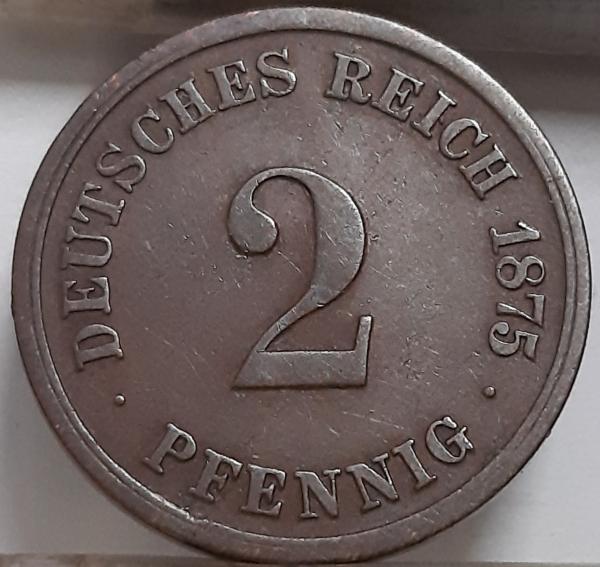 DEUTSCHES REICH 1875
2
· PFENNIG ·